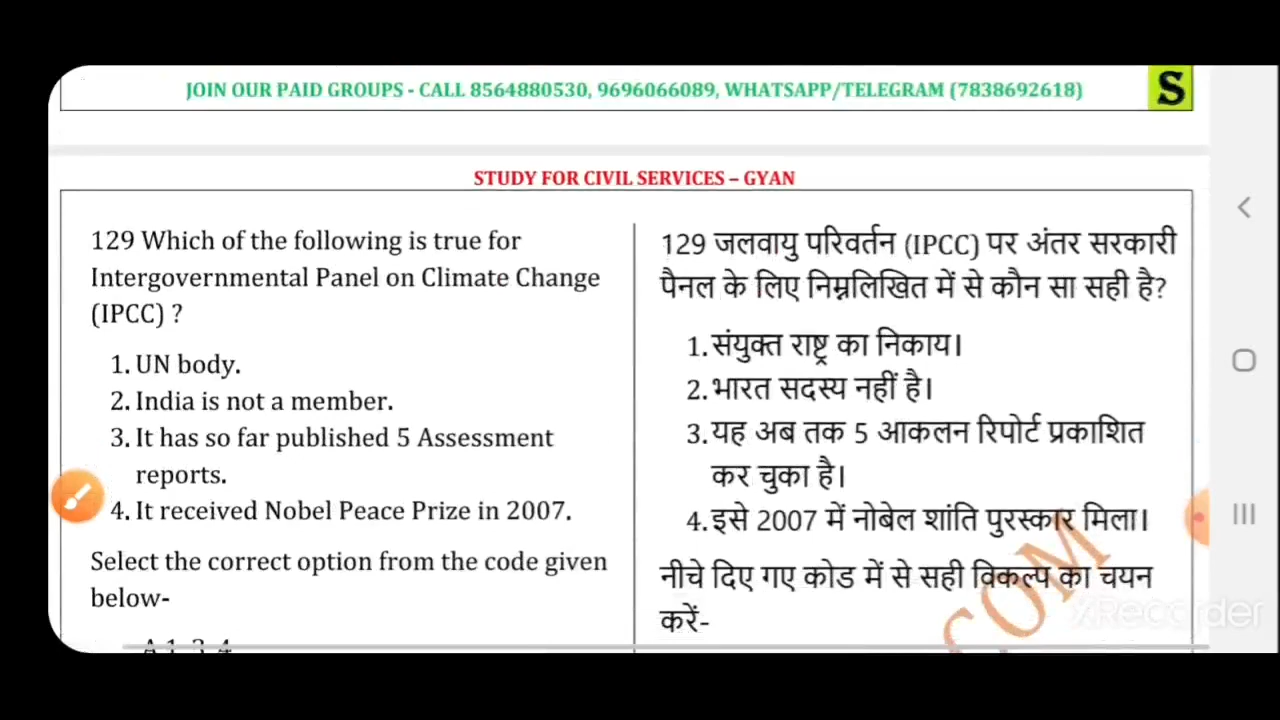 JOIN OUR PAID GROUPS - CALL 8564880530, 9696066089, WHATSAPP/TELEGRAM (7838692618)
S
STUDY FOR CIVIL SERVICES – GYAN
129 Which of the following is true for
Intergovernmental Panel on Climate Change
(IPCC) ?
1. UN body.
2. India is not a member.
3. It has so far published 5 Assessment
reports.
4. It received Nobel Peace Prize in 2007.
Select the correct option from the code given
below-
A 1, 3, 4
129 जलवायु परिवर्तन (IPCC) पर अंतर सरकारी
पैनल के लिए निम्नलिखित में से कौन सा सही है?
1. संयुक्त राष्ट्र का निकाय।
2. भारत सदस्य नहीं है।
3. यह अब तक 5 आकलन रिपोर्ट प्रकाशित
कर चुका है।
4. इसे 2007 में नोबेल शांति पुरस्कार मिला।
नीचे दिए गए कोड में से सही विकल्प का चयन
करें-
COM
XRecorder